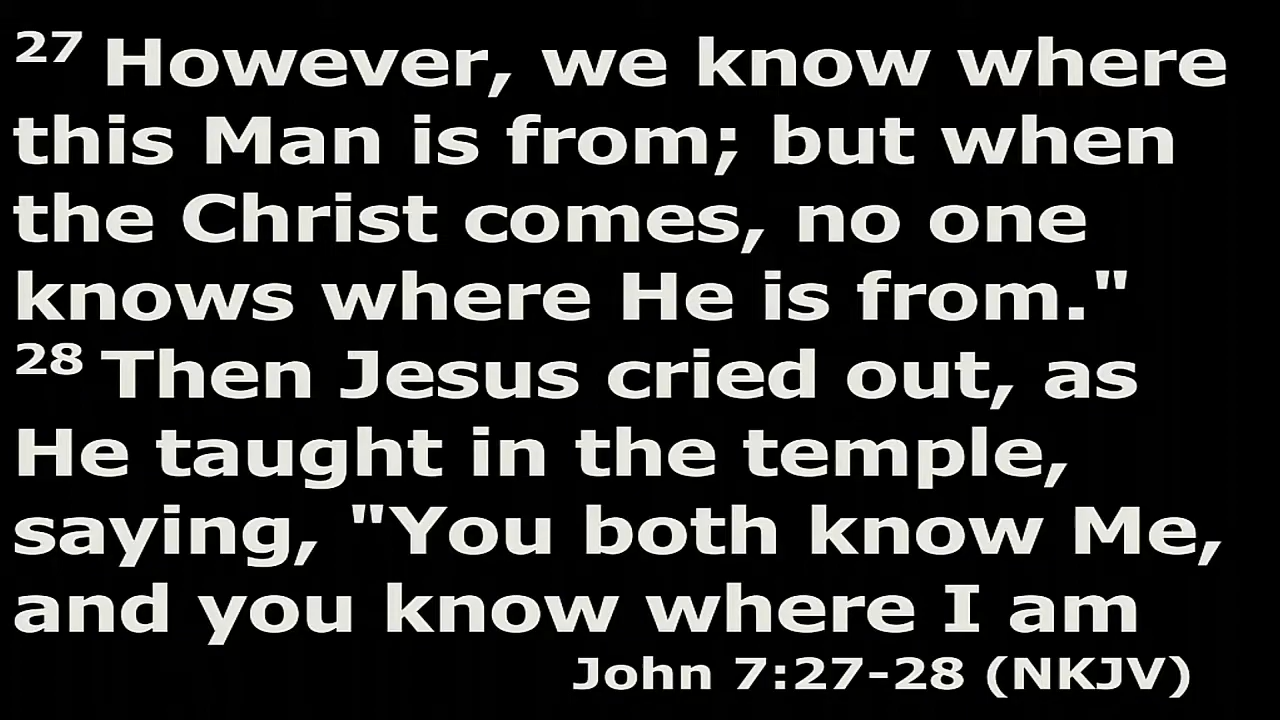 27 However, we know where
this Man is from; but when
the Christ comes, no one
knows where He is from."
28 Then Jesus cried out, as
He taught in the temple,
saying, "You both know Me,
and you know where I am
John 7:27-28 (NKJV)